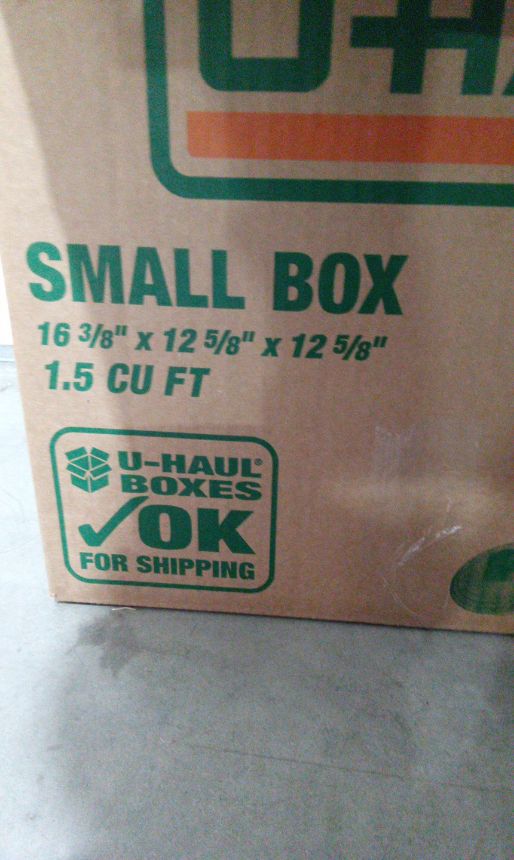 U-HA
SMALL BOX
16 3/8" x 12 5/8" x 12 5/8"
1.5 CU FT
U-HAUL®
BOXES
✓OK
FOR SHIPPING